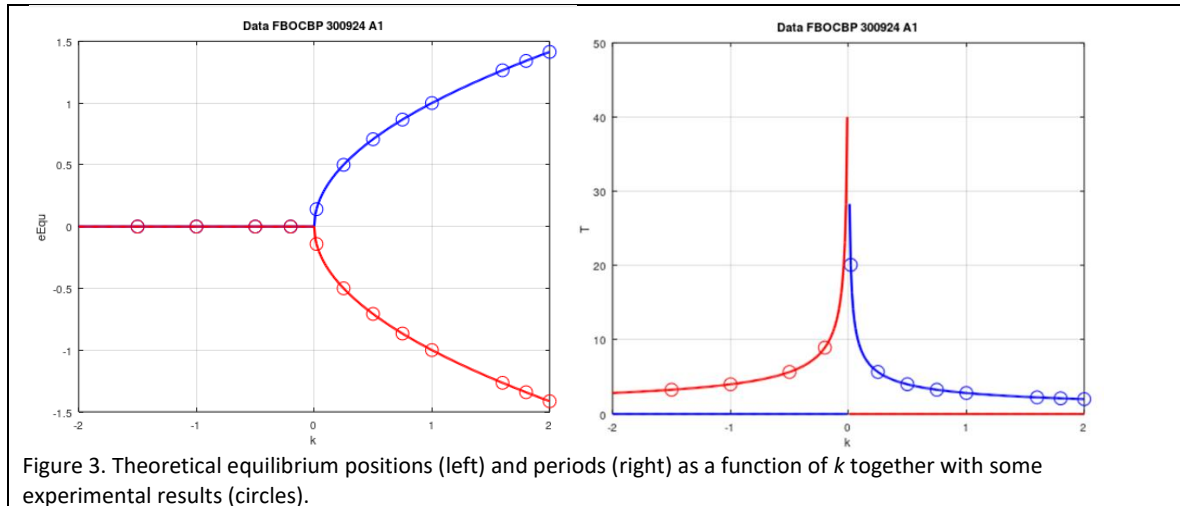 Data FBOCBP 300924 A1
1.5
1
0.5
0
-0.5
-1
-1.5
eEqu
-2
-1
0
1
2
k
Data FBOCBP 300924 A1
50
40
30
20
10
0
T
-2
-1
0
1
2
k
Figure 3. Theoretical equilibrium positions (left) and periods (right) as a function of k together with some
experimental results (circles).